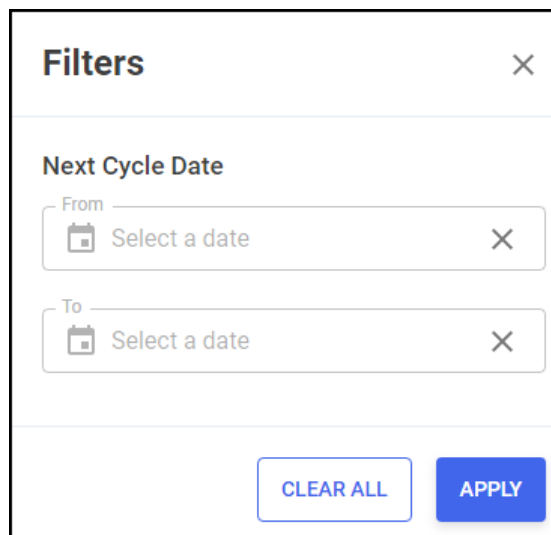 Filters
Next Cycle Date
From
Select a date
To
Select a date
CLEAR ALL
APPLY